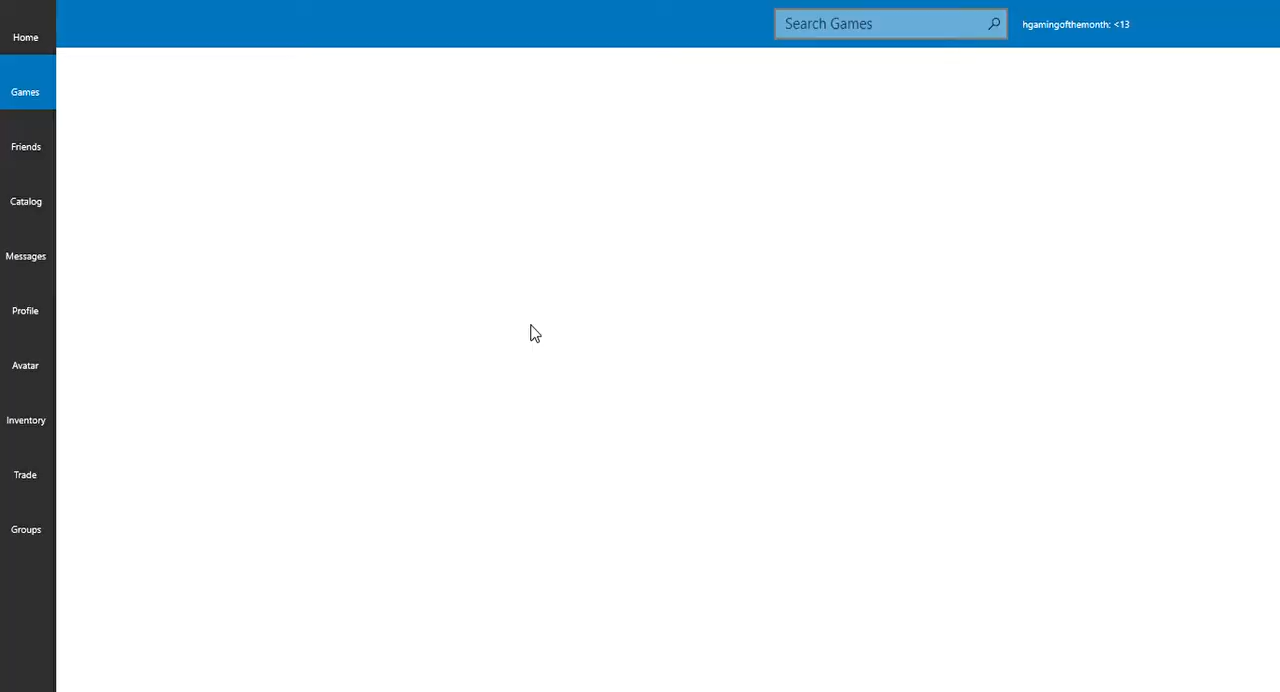 Search Games
hgamingofthemonth: <13
Home
Games
Friends
Catalog
Messages
Profile
Avatar
Inventory
Trade
Groups